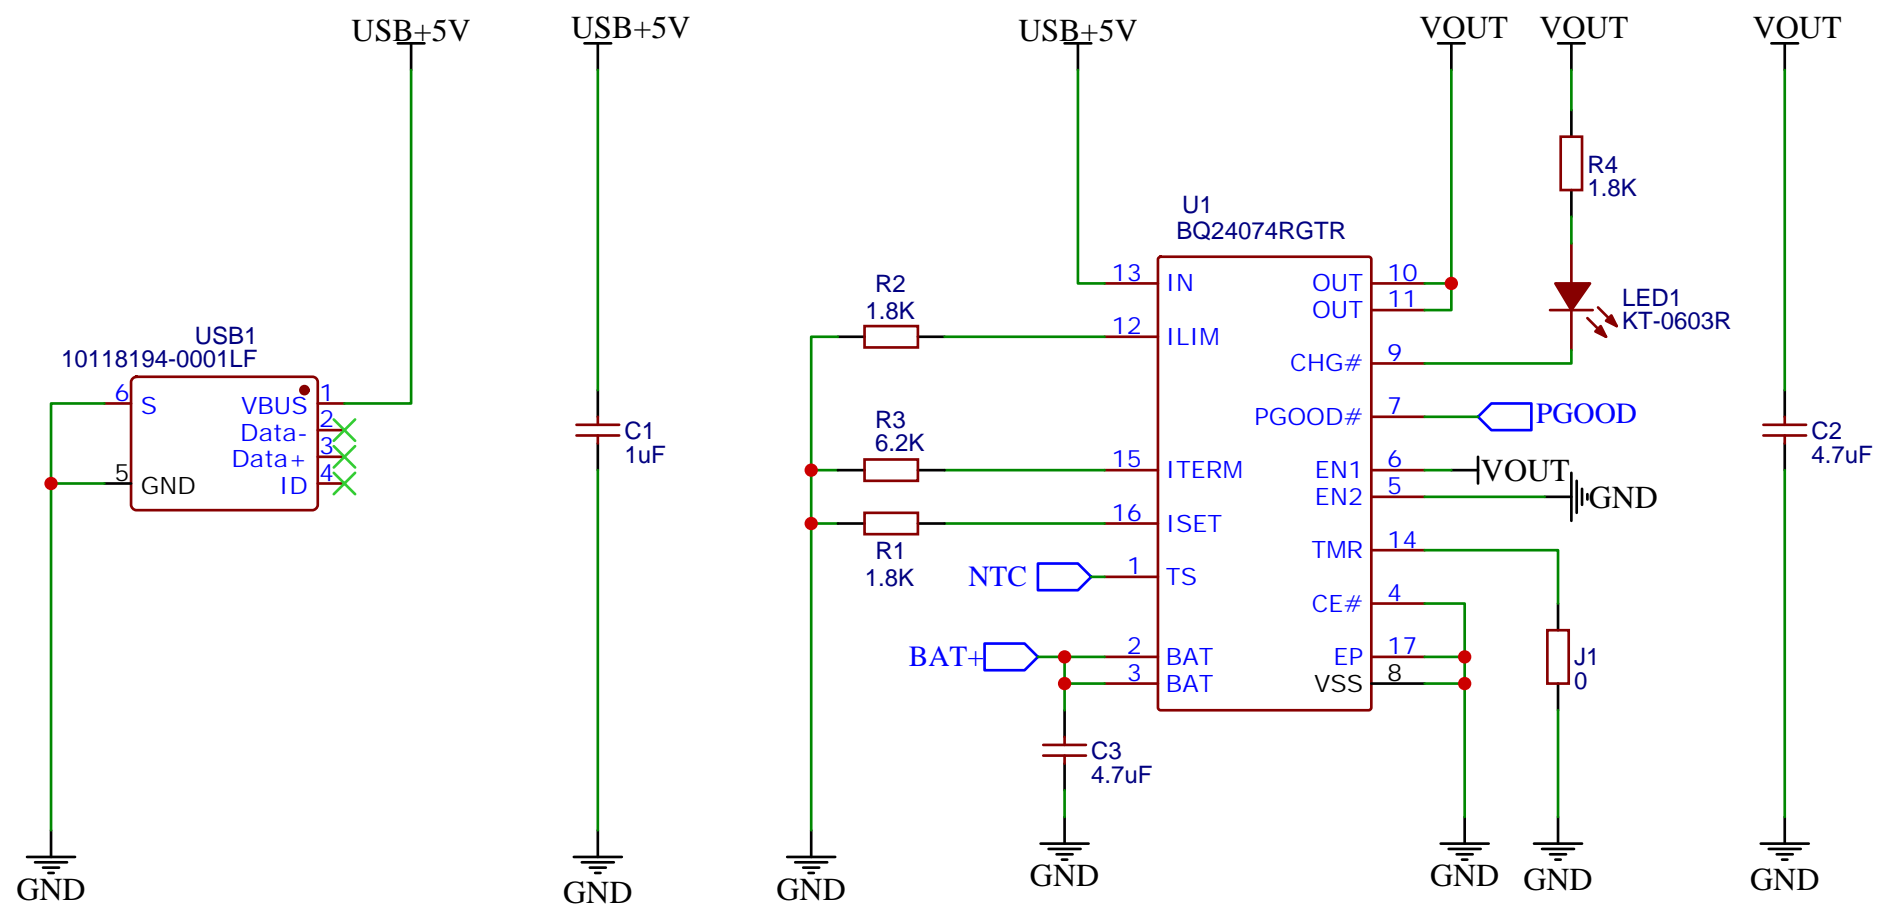 USB+5V
USB1
10118194-0001LF
6
S
5
GND
VBUS
1
Data-
2
Data+
3
ID
4
GND
USB+5V
C1
1uF
GND
USB+5V
U1
BQ24074RGTR
R2
1.8K
R3
6.2K
R1
1.8K
NTC
BAT+
13
IN
12
ILIM
15
ITERM
16
ISET
1
TS
2
BAT
3
BAT
C3
4.7uF
GND
GND
OUT
10
OUT
11
CHG#
9
PGOOD#
7
PGOOD
EN1
6
VOUT
EN2
5
GND
TMR
14
CE#
4
EP
17
VSS
8
GND
J1
0
GND
VOUT
VOUT
R4
1.8K
LED1
KT-0603R
VOUT
C2
4.7uF
GND